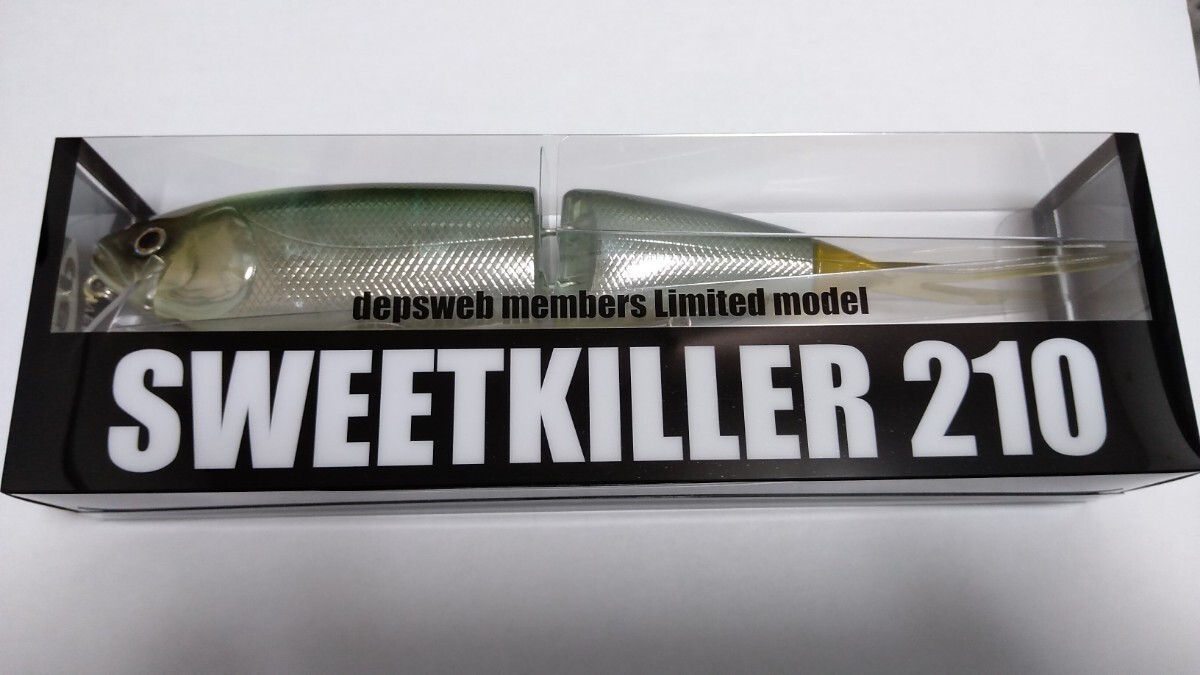 depsweb members Limited model
SWEETKILLER 210